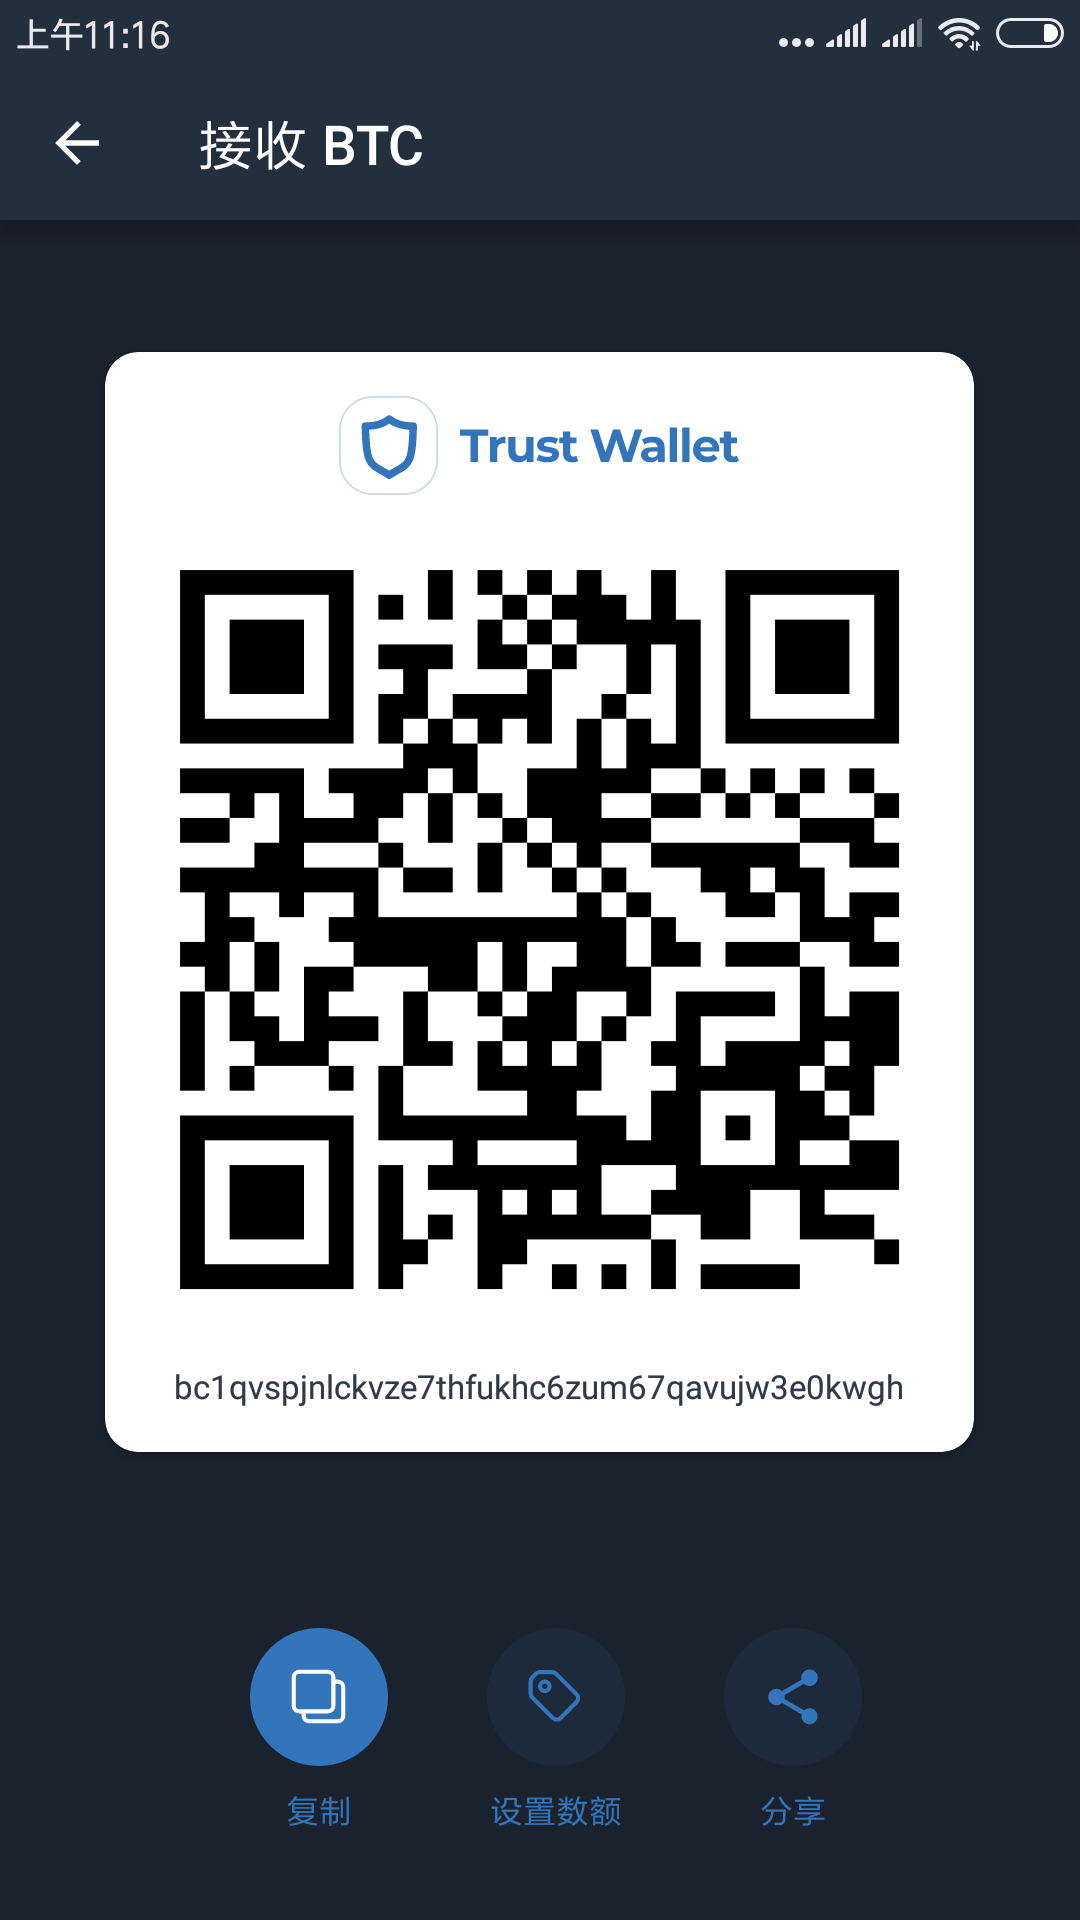 上午11:16
接收 BTC
Trust Wallet
bc1qvspjnlckvze7thfukhc6zum67qavujw3e0kwgh
复制
设置数额
分享